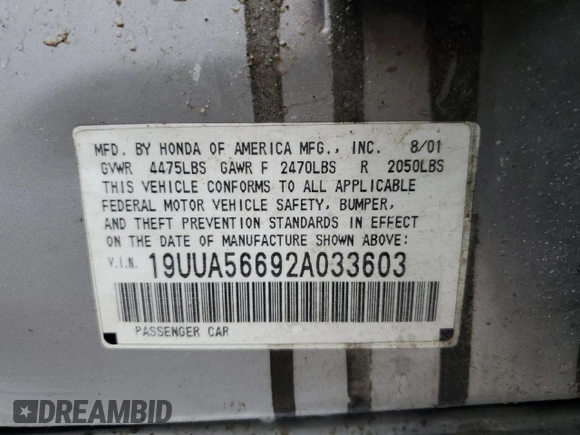 MFD. BY HONDA OF AMERICA MFG., INC. 8/01
GVWR 4475LBS GAWR F 2470LBS R 2050LBS
THIS VEHICLE CONFORMS TO ALL APPLICABLE
FEDERAL MOTOR VEHICLE SAFETY, BUMPER,
AND THEFT PREVENTION STANDARDS IN EFFECT
ON THE DATE OF MANUFACTURE SHOWN ABOVE:
V.I.N. 19UUA56692A033603
PASSENGER CAR
DREAMBID